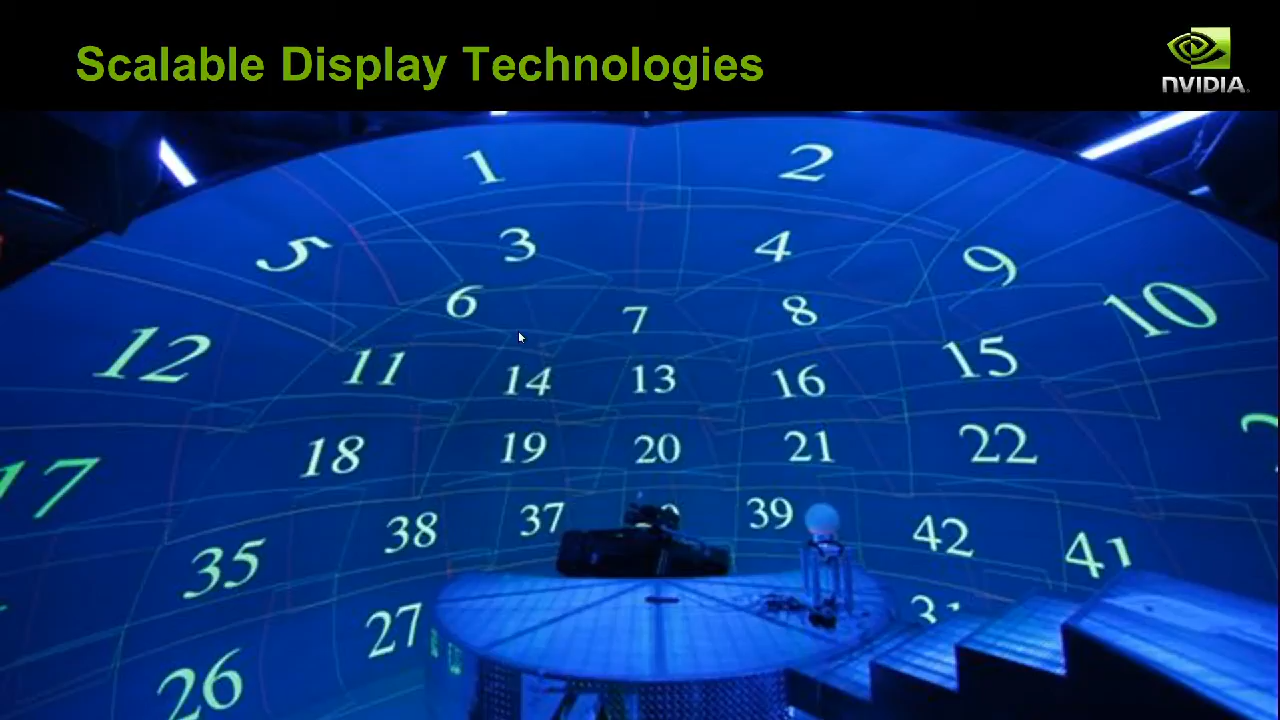 Scalable Display Technologies
NVIDIA
1 2
5 3 4 9
6 7 8 10
12 11 14 13 16 15
17 18 19 20 21 22
35 38 37 39 42 41
26 27